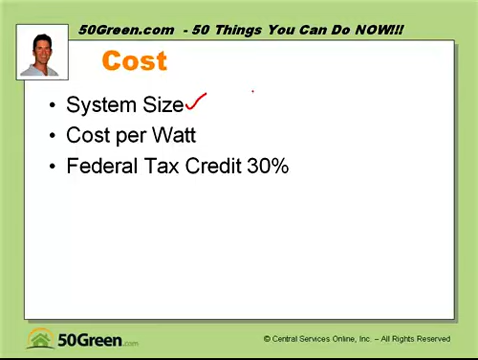 50Green.com - 50 Things You Can Do NOW!!!
Cost
• System Size
• Cost per Watt
• Federal Tax Credit 30%
50Green.com
© Central Services Online, Inc. – All Rights Reserved